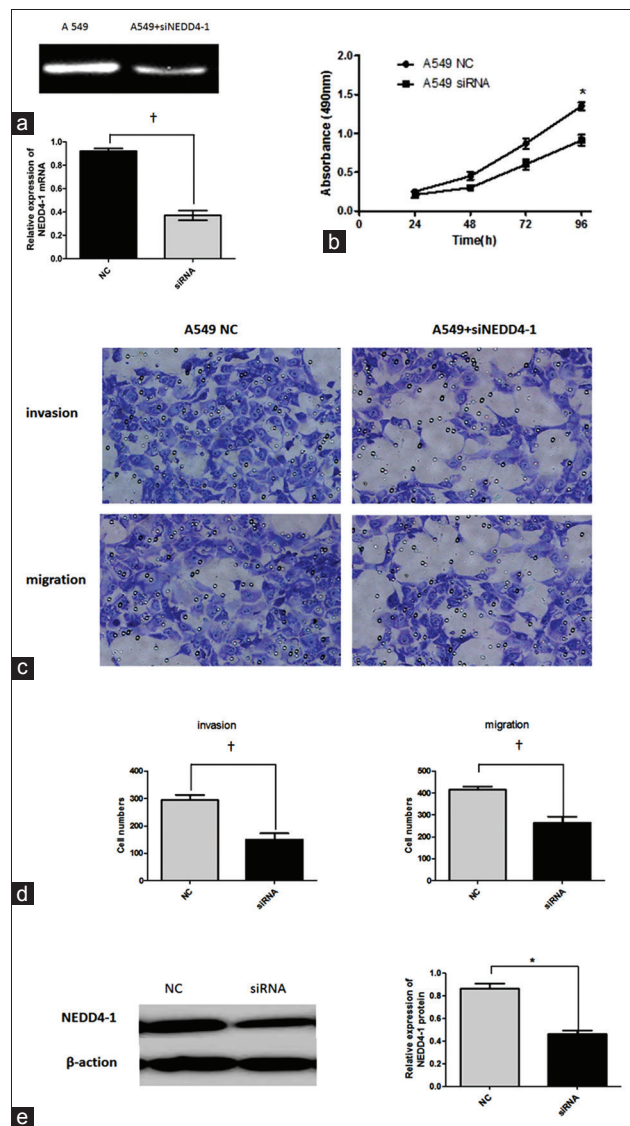 A 549 A549+siNEDD4-1
a
†
Relative expression of
NEDD4-1 mRNA
1.0
0.8
0.6
0.4
0.2
0.0
NC siRNA
A549 NC
A549 siRNA
*
Absorbance (490nm)
2.0
1.5
1.0
0.5
0.0
0 24 48 72 96
Time(h)
b
A549 NC A549+siNEDD4-1
invasion
migration
c
invasion
†
Cell numbers
400
300
200
100
0
NC siRNA
migration
†
Cell numbers
500
400
300
200
100
0
NC siRNA
d
NC siRNA
NEDD4-1
β-action
*
Relative expression of
NEDD4-1 protein
1.0
0.8
0.6
0.4
0.2
0.0
NC siRNA
e